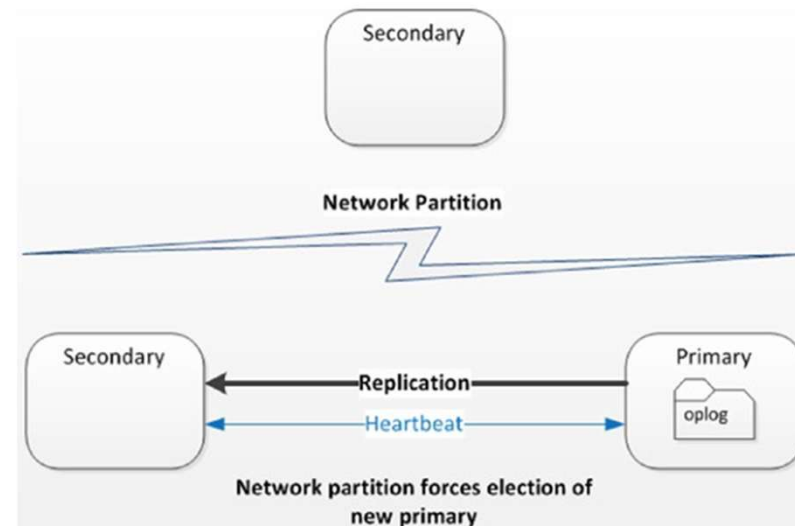 Secondary
Network Partition
Secondary
Primary
Replication
oplog
Heartbeat
Network partition forces election of
new primary